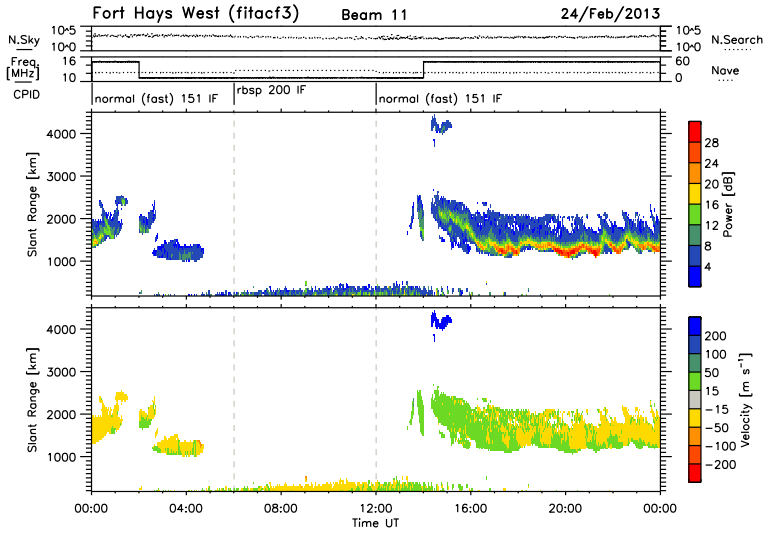 Fort Hays West (fitacf3) Beam 11 24/Feb/2013
N.Sky 10^5 10^0 10^5 10^0 N.Search
Freq. [MHz] 16 10 60 0 Nave
CPID normal (fast) 151 IF rbsp 200 IF normal (fast) 151 IF
Slant Range [km]
4000
3000
2000
1000
28
24
20
16
12
8
4
Power [dB]
Slant Range [km]
4000
3000
2000
1000
200
100
50
15
-15
-50
-100
-200
Velocity [m s⁻¹]
00:00 04:00 08:00 12:00 16:00 20:00 00:00
Time UT